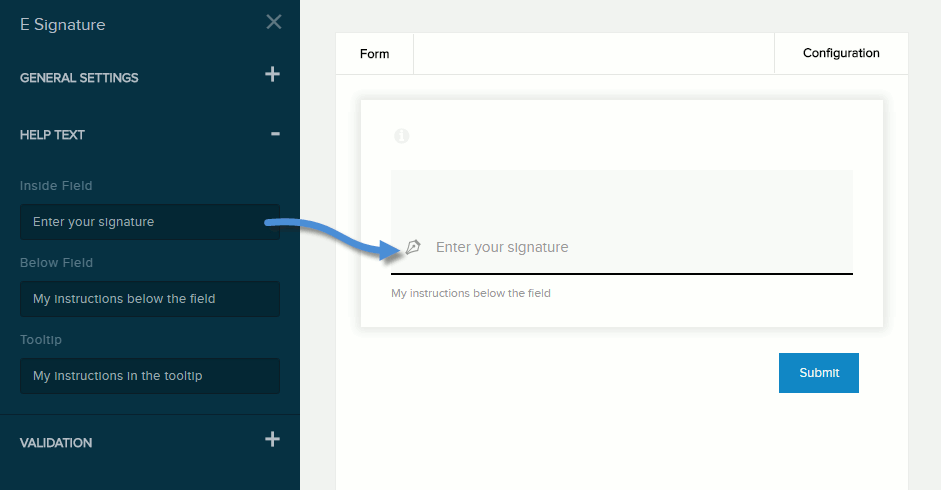 E Signature
GENERAL SETTINGS
HELP TEXT
Inside Field
Enter your signature
Below Field
My instructions below the field
Tooltip
My instructions in the tooltip
VALIDATION
Form
Configuration
Enter your signature
My instructions below the field
Submit